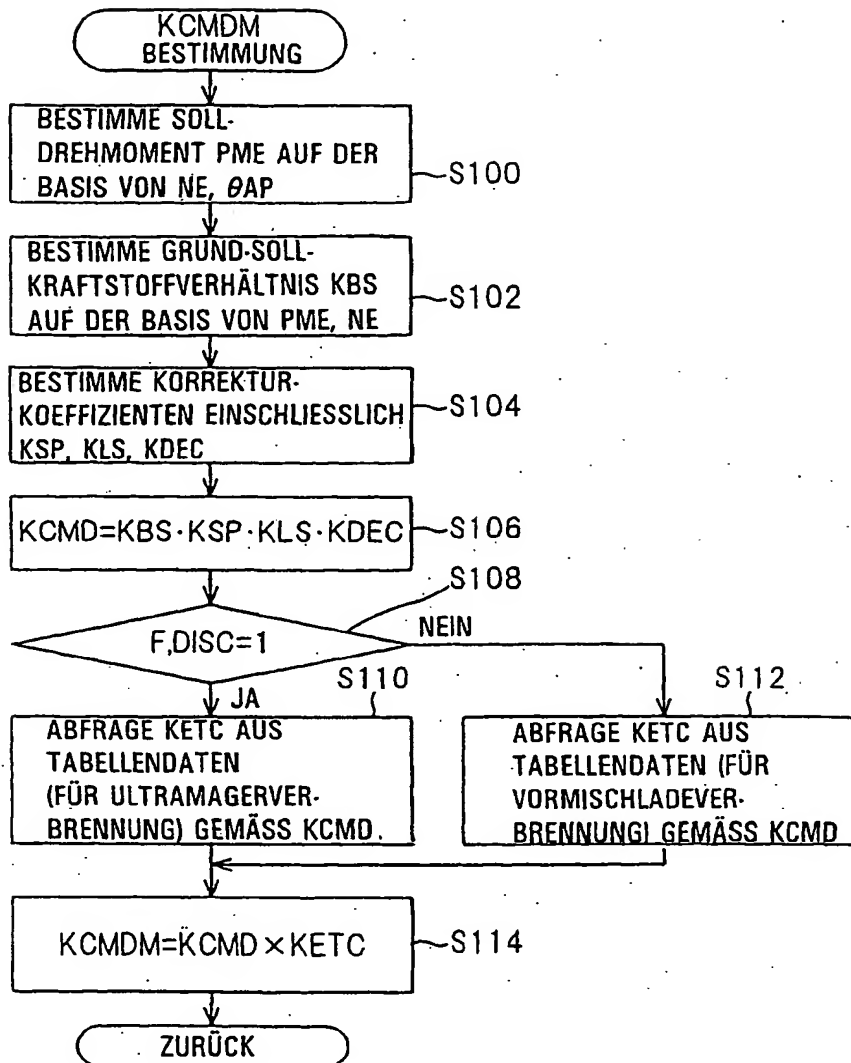 KCMDM
BESTIMMUNG
BESTIMME SOLL-
DREHMOMENT PME AUF DER
BASIS VON NE, θAP
S100
BESTIMME GRUND-SOLL-
KRAFTSTOFFVERHÄLTNIS KBS
AUF DER BASIS VON PME, NE
S102
BESTIMME KORREKTUR-
KOEFFIZIENTEN EINSCHLIESSLICH
KSP, KLS, KDEC
S104
KCMD=KBS·KSP·KLS·KDEC
S106
S108
F,DISC=1
NEIN
JA
S110
ABFRAGE KETC AUS
TABELLENDATEN
(FÜR ULTRAMAGERVER-
BRENNUNG) GEMÄSS KCMD.
S112
ABFRAGE KETC AUS
TABELLENDATEN (FÜR
VORMISCHLADEVER-
BRENNUNG) GEMÄSS KCMD
KCMDM=KCMD×KETC
S114
ZURÜCK